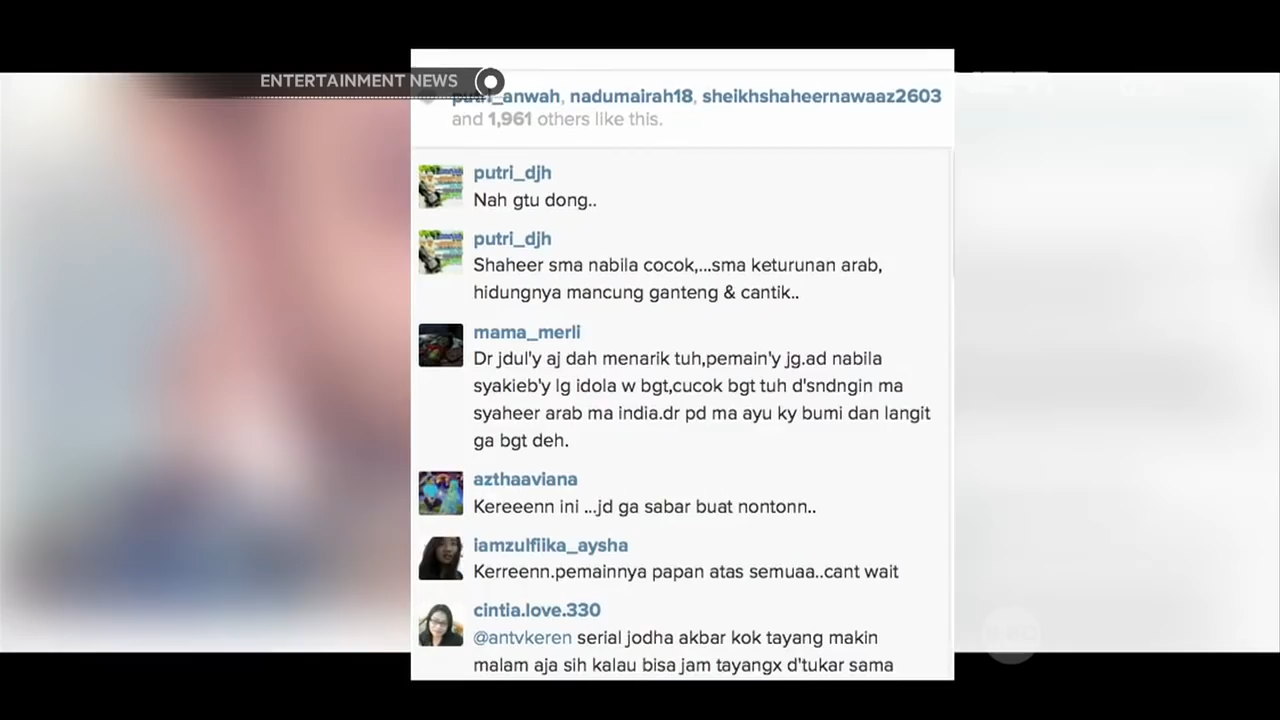 ENTERTAINMENT NEWS
putri_anwah, nadumairah18, sheikhshaheernawaaz2603
and 1,961 others like this.
putri_djh
Nah gtu dong..
putri_djh
Shaheer sma nabila cocok,...sma keturunan arab,
hidungnya mancung ganteng & cantik..
mama_merli
Dr jdul'y aj dah menarik tuh,pemain'y jg.ad nabila
syakieb'y lg idola w bgt,cucok bgt tuh d'sndngin ma
syaheer arab ma india.dr pd ma ayu ky bumi dan langit
ga bgt deh.
azthaaviana
Kereeenn ini ...jd ga sabar buat nontonn..
iamzulfiika_aysha
Kerreenn.pemainnya papan atas semuaa..cant wait
cintia.love.330
@antvkeren serial jodha akbar kok tayang makin
malam aja sih kalau bisa jam tayangx d'tukar sama